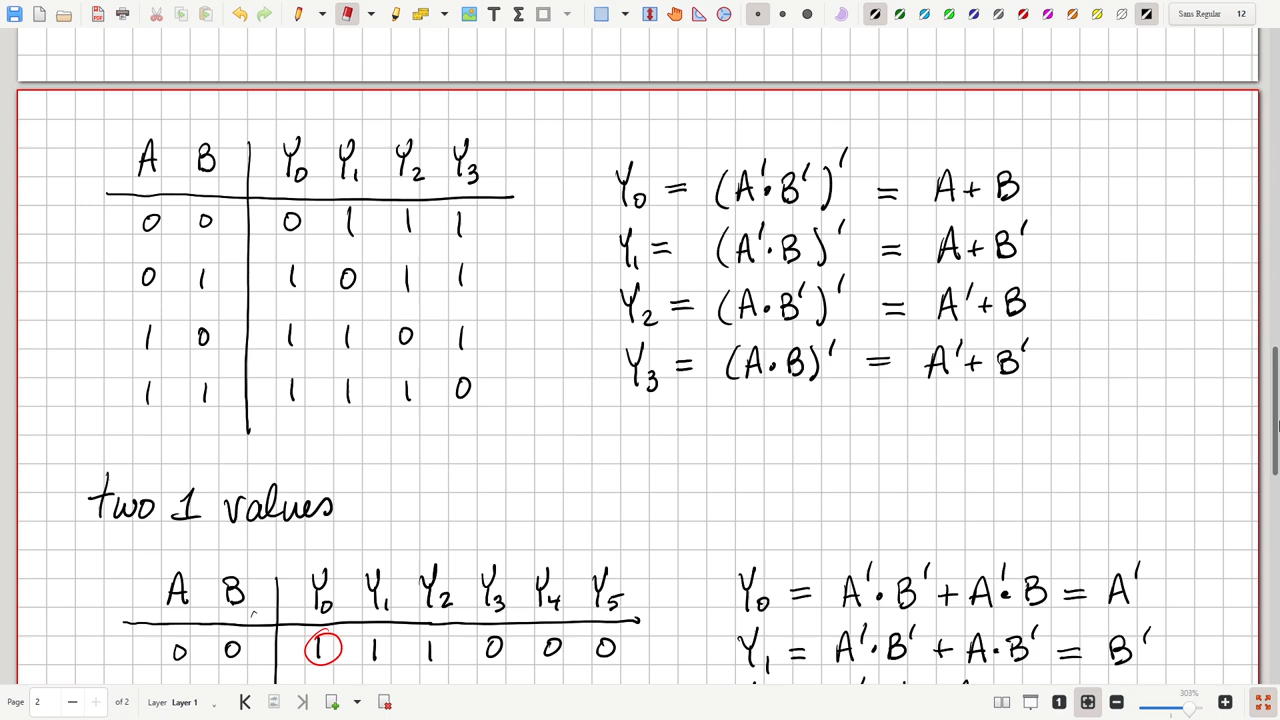 Sans Regular 12
A B Y0 Y1 Y2 Y3
0 0 0 1 1 1
0 1 1 0 1 1
1 0 1 1 0 1
1 1 1 1 1 0
Y0 = (A'·B')' = A + B
Y1 = (A'·B)' = A + B'
Y2 = (A·B')' = A' + B
Y3 = (A·B)' = A' + B'
two 1 values
A B Y0 Y1 Y2 Y3 Y4 Y5
0 0 1 1 1 0 0 0
Y0 = A'·B' + A'·B = A'
Y1 = A'·B' + A·B' = B'
Page 2 of 2 Layer Layer 1 303%